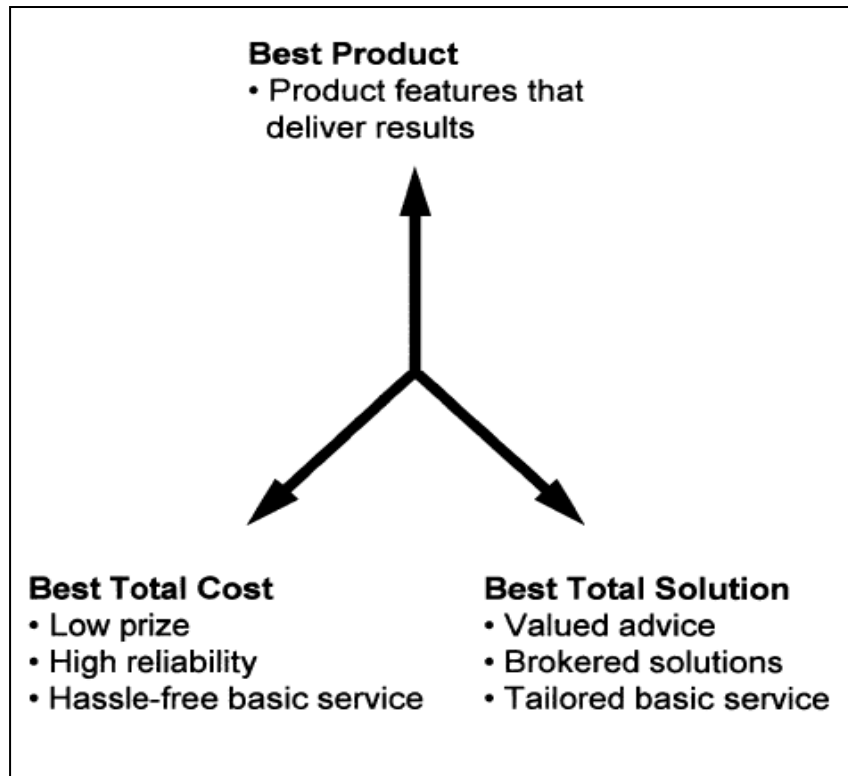 Best Product
• Product features that
deliver results
Best Total Cost
• Low prize
• High reliability
• Hassle-free basic service
Best Total Solution
• Valued advice
• Brokered solutions
• Tailored basic service